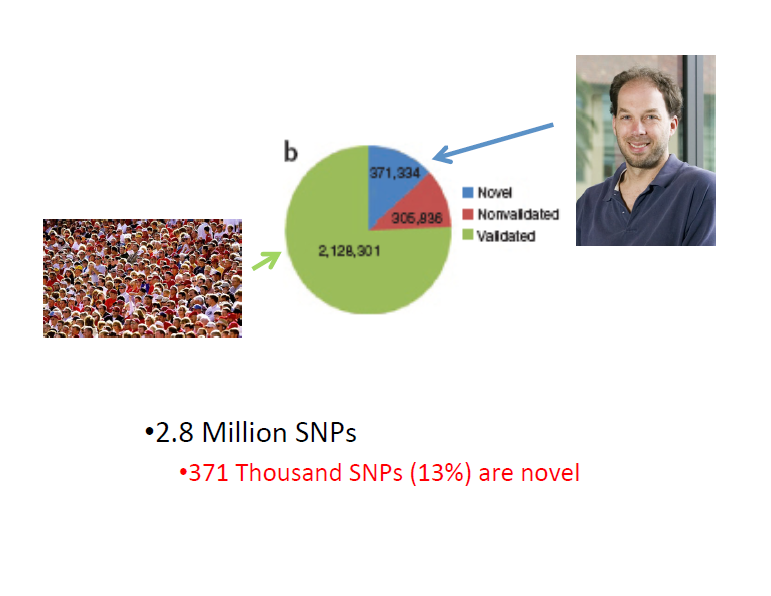 b
371,334
305,836
2,128,301
Novel
Nonvalidated
Validated
•2.8 Million SNPs
•371 Thousand SNPs (13%) are novel